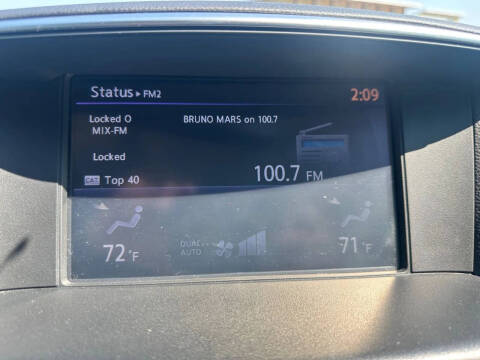 Status ▸ FM2 2:09
Locked O BRUNO MARS on 100.7
MIX-FM
Locked
CAT Top 40 100.7 FM
72°F DUAL AUTO 71°F